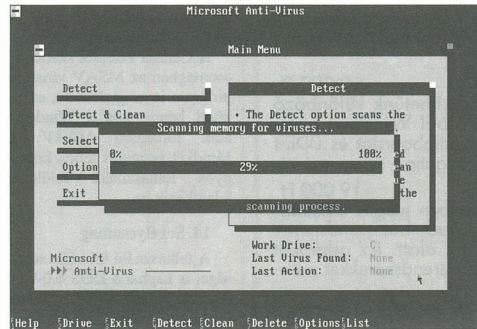 Microsoft Anti-Virus
Main Menu
Detect
Detect & Clean
Select
Option
Exit
Detect
• The Detect option scans the
Scanning memory for viruses...
0%
100%
29%
the
scanning process.
Work Drive:
Last Virus Found: None
Last Action: None
Microsoft
Anti-Virus
Help Drive Exit Detect Clean Delete Options List